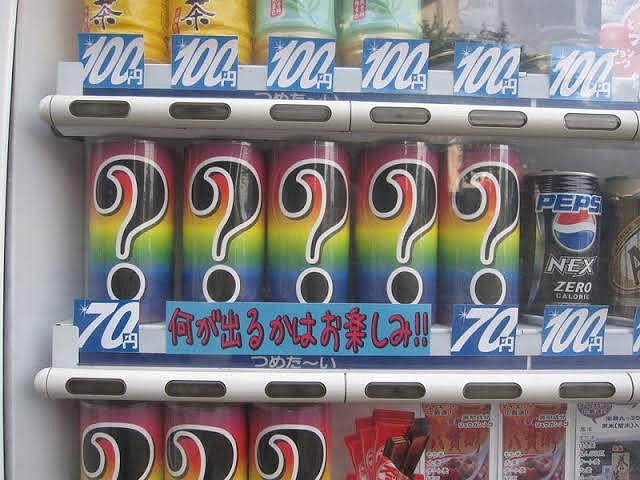 茶 茶
100円 100円 100円 100円 100円 100円
つめた〜い
? ? ? ? ?
PEPSI
NEX
ZERO
CALORIE
70円 何が出るかはお楽しみ!! 70円 100円
つめた〜い
? ? ?